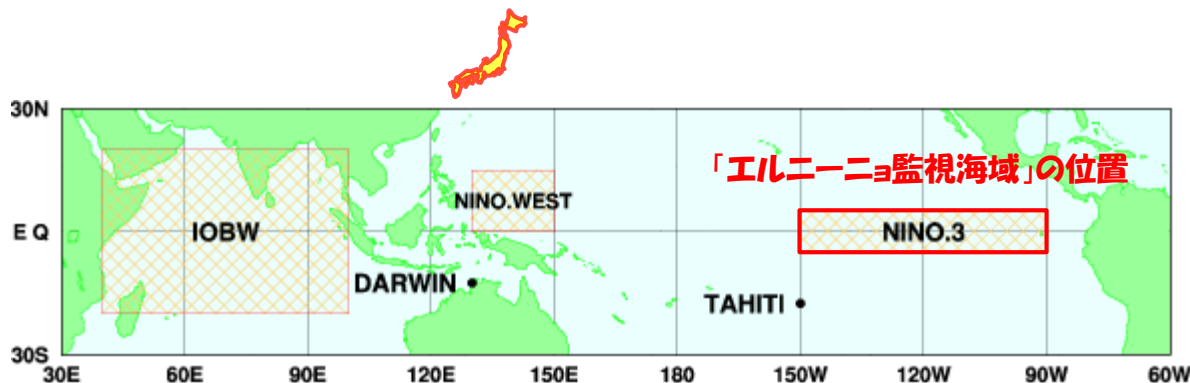 30N
「エルニーニョ監視海域」の位置
NINO.WEST
E Q
IOBW
NINO.3
DARWIN
TAHITI
30S
30E 60E 90E 120E 150E 180 150W 120W 90W 60W